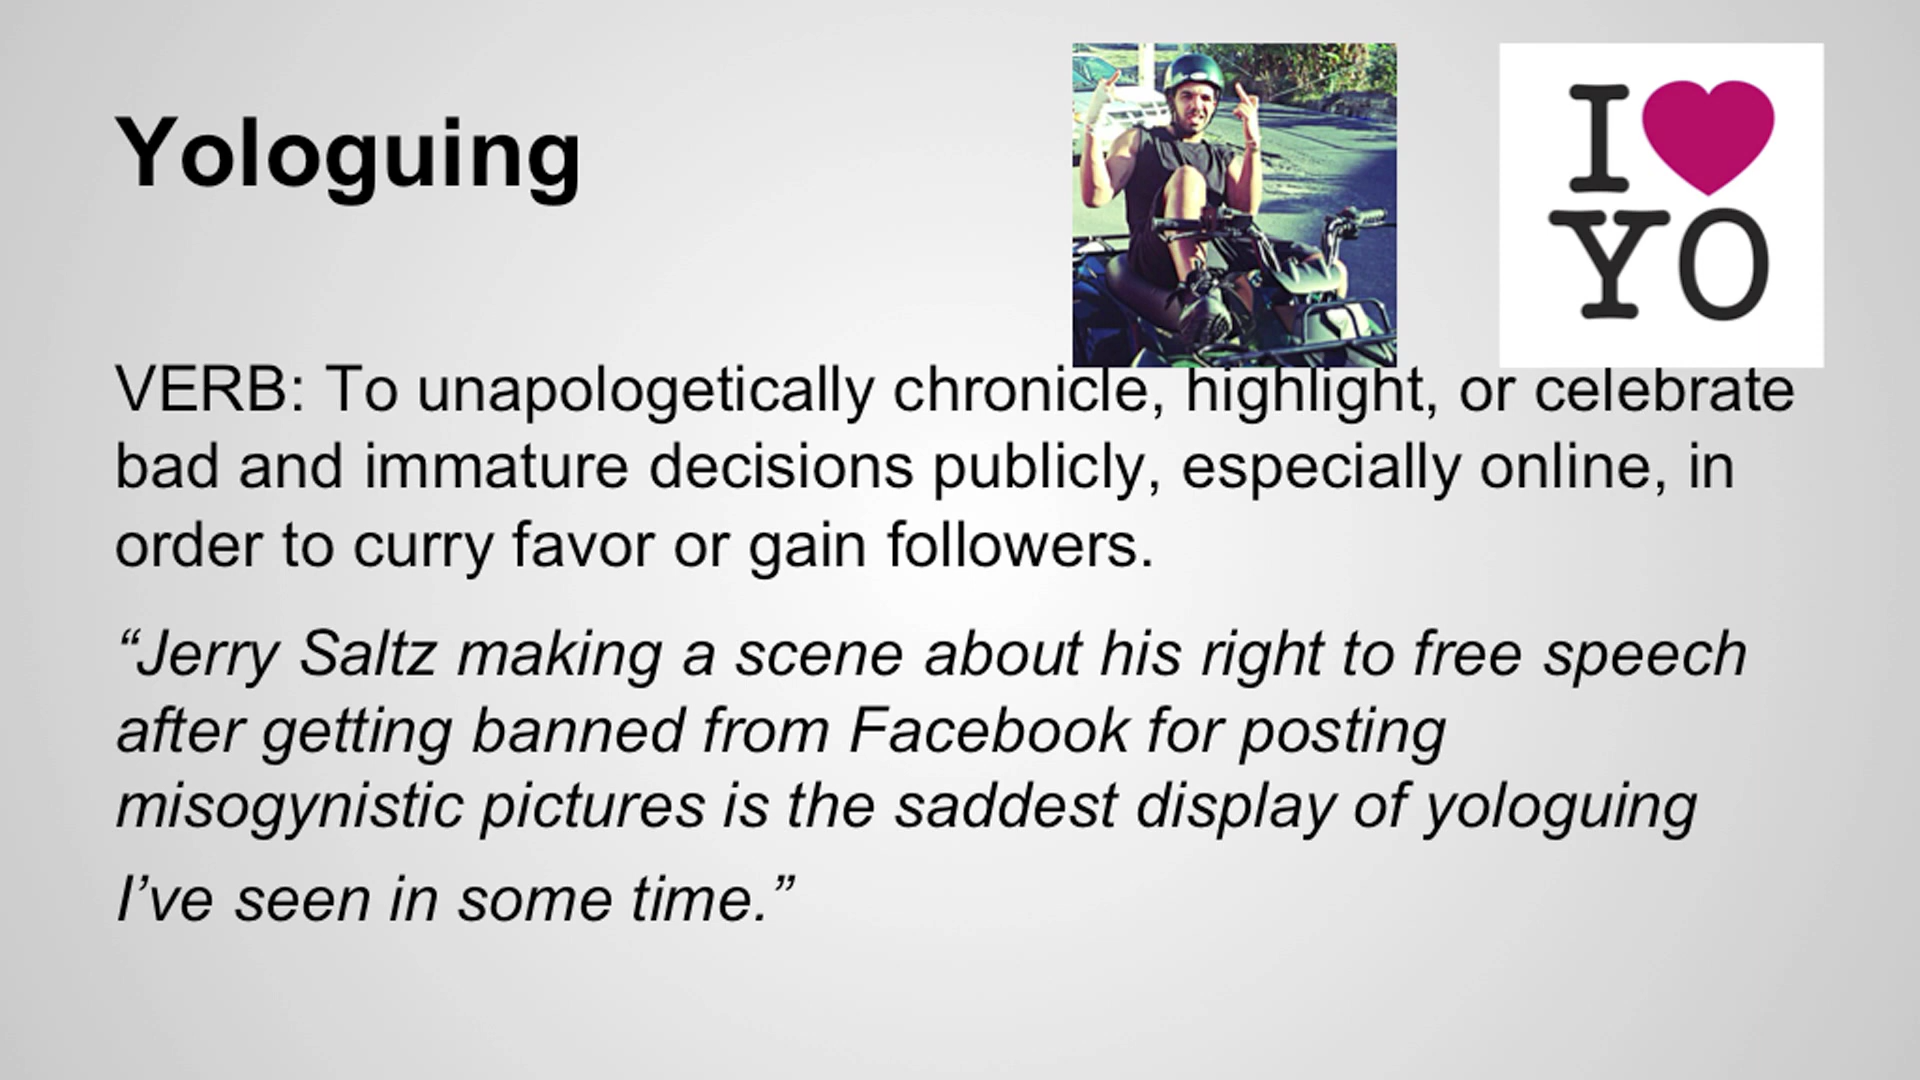 Yologuing
I
YO
VERB: To unapologetically chronicle, highlight, or celebrate
bad and immature decisions publicly, especially online, in
order to curry favor or gain followers.
“Jerry Saltz making a scene about his right to free speech
after getting banned from Facebook for posting
misogynistic pictures is the saddest display of yologuing
I’ve seen in some time.”